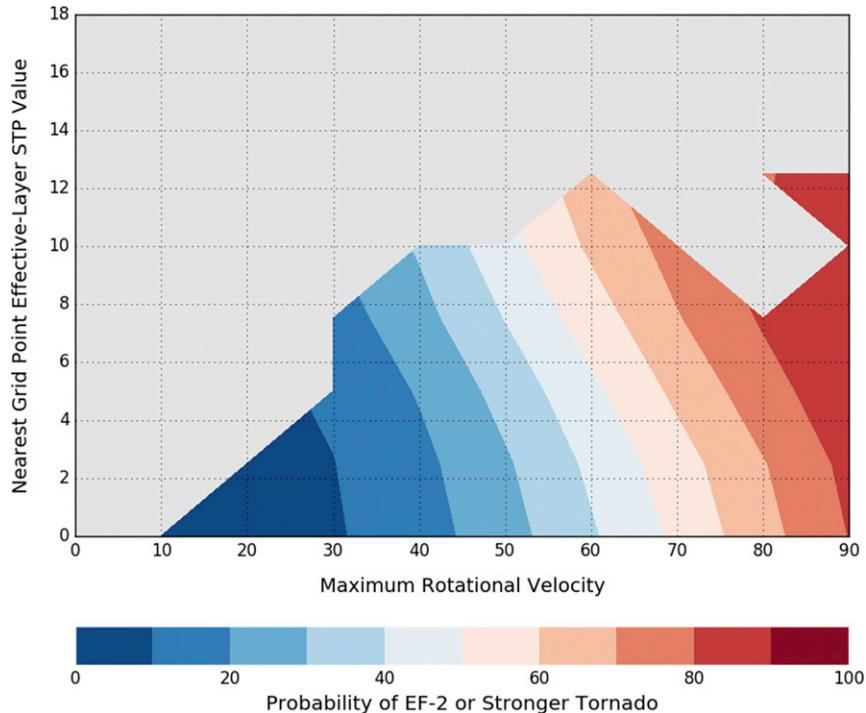 18
16
14
12
10
8
6
4
2
0
Nearest Grid Point Effective-Layer STP Value
0 10 20 30 40 50 60 70 80 90
Maximum Rotational Velocity
0 20 40 60 80 100
Probability of EF-2 or Stronger Tornado